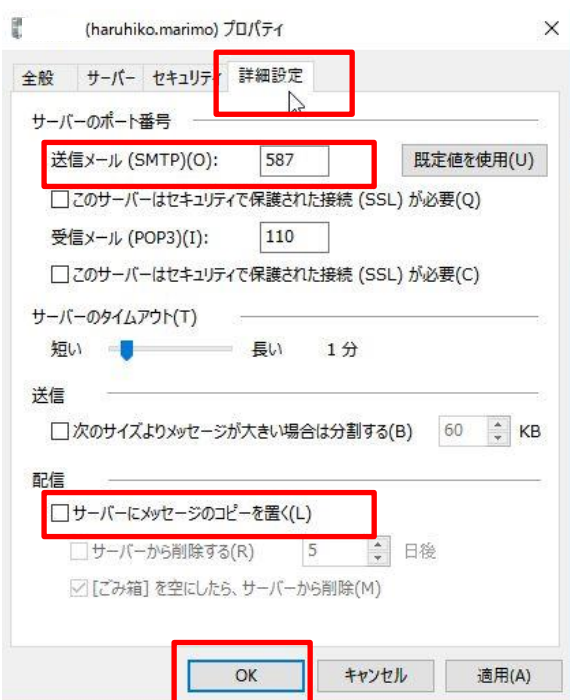 (haruhiko.marimo) プロパティ
全般 サーバー セキュリティ 詳細設定
サーバーのポート番号
送信メール (SMTP)(O): 587 既定値を使用(U)
このサーバーはセキュリティで保護された接続 (SSL) が必要(Q)
受信メール (POP3)(I): 110
このサーバーはセキュリティで保護された接続 (SSL) が必要(C)
サーバーのタイムアウト(T)
短い 長い 1 分
送信
次のサイズよりメッセージが大きい場合は分割する(B) 60 KB
配信
サーバーにメッセージのコピーを置く(L)
サーバーから削除する(R) 5 日後
[ごみ箱] を空にしたら、サーバーから削除(M)
OK キャンセル 適用(A)